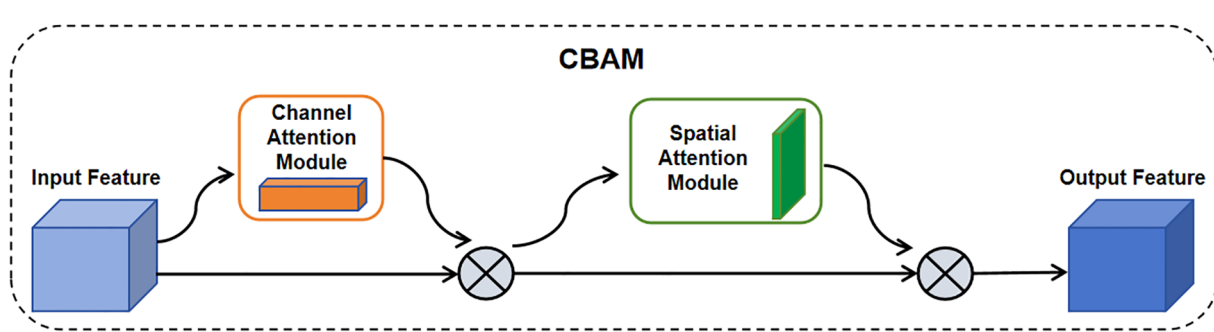 CBAM
Channel
Attention
Module
Spatial
Attention
Module
Input Feature
Output Feature